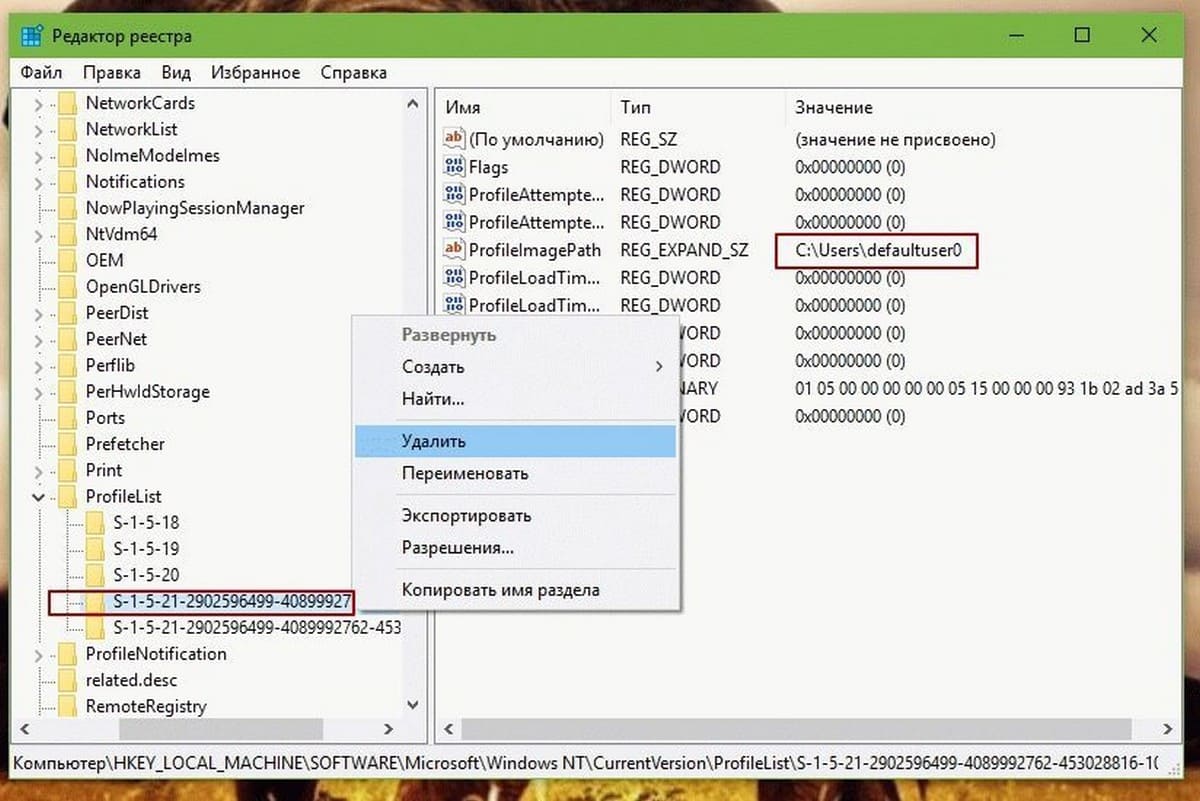 Редактор реестра
Файл Правка Вид Избранное Справка
NetworkCards
NetworkList
NoImeModeImes
Notifications
NowPlayingSessionManager
NtVdm64
OEM
OpenGLDrivers
PeerDist
PeerNet
Perflib
PerHwIdStorage
Ports
Prefetcher
Print
ProfileList
S-1-5-18
S-1-5-19
S-1-5-20
S-1-5-21-2902596499-40899927
S-1-5-21-2902596499-4089992762-453
ProfileNotification
related.desc
RemoteRegistry
Имя Тип Значение
(По умолчанию) REG_SZ (значение не присвоено)
Flags REG_DWORD 0x00000000 (0)
ProfileAttempte... REG_DWORD 0x00000000 (0)
ProfileAttempte... REG_DWORD 0x00000000 (0)
ProfileImagePath REG_EXPAND_SZ C:\Users\defaultuser0
ProfileLoadTim... REG_DWORD 0x00000000 (0)
ProfileLoadTim... REG_DWORD 0x00000000 (0)
WORD 0x00000000 (0)
WORD 0x00000000 (0)
NARY 01 05 00 00 00 00 00 05 15 00 00 00 93 1b 02 ad 3a 5
WORD 0x00000000 (0)
Развернуть
Создать
Найти...
Удалить
Переименовать
Экспортировать
Разрешения...
Копировать имя раздела
Компьютер\HKEY_LOCAL_MACHINE\SOFTWARE\Microsoft\Windows NT\CurrentVersion\ProfileList\S-1-5-21-2902596499-4089992762-453028816-10